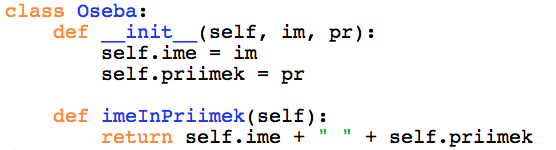 class Oseba:
    def __init__(self, im, pr):
        self.ime = im
        self.priimek = pr
    def imeInPriimek(self):
        return self.ime + " " + self.priimek